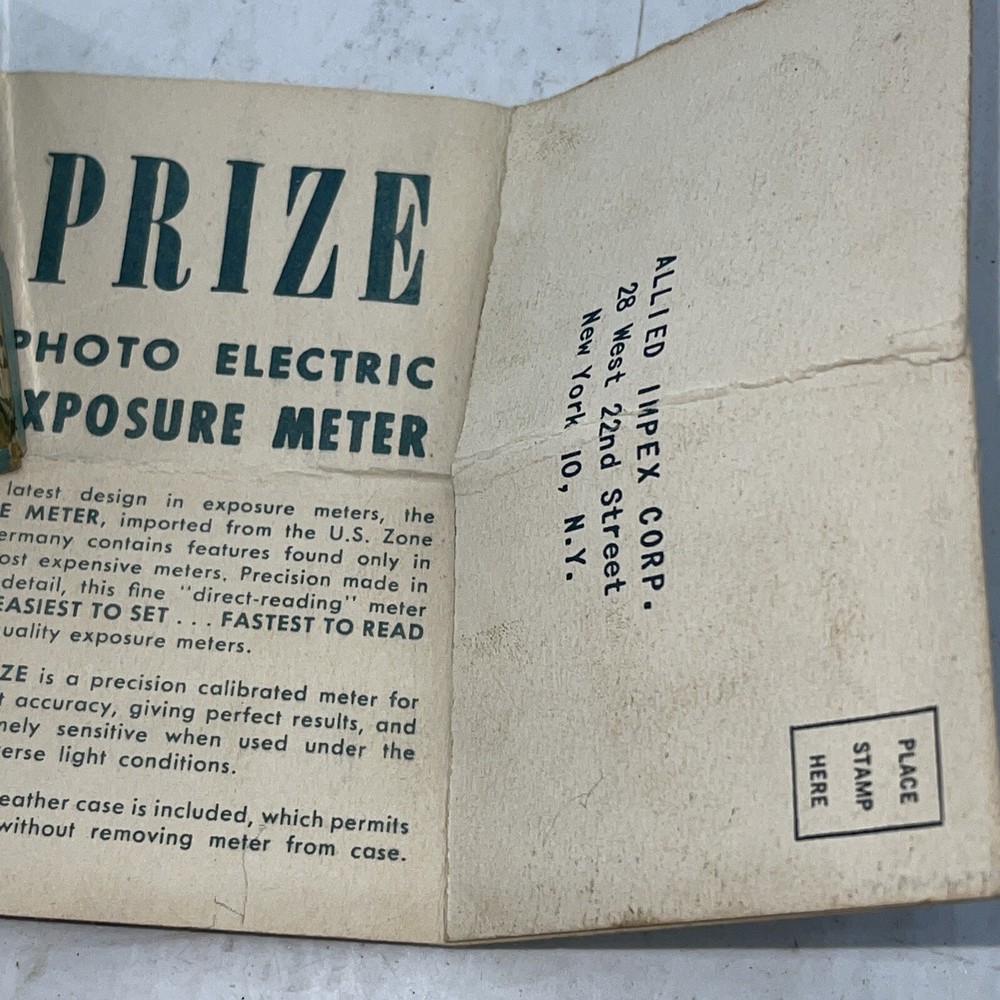 PRIZE
PHOTO ELECTRIC
XPOSURE METER
latest design in exposure meters, the
E METER, imported from the U.S. Zone
ermany contains features found only in
ost expensive meters. Precision made in
detail, this fine "direct-reading" meter
EASIEST TO SET . . . FASTEST TO READ
uality exposure meters.
ZE is a precision calibrated meter for
t accuracy, giving perfect results, and
mely sensitive when used under the
erse light conditions.
eather case is included, which permits
without removing meter from case.
ALLIED IMPEX CORP.
28 West 22nd Street
New York 10, N.Y.
PLACE
STAMP
HERE